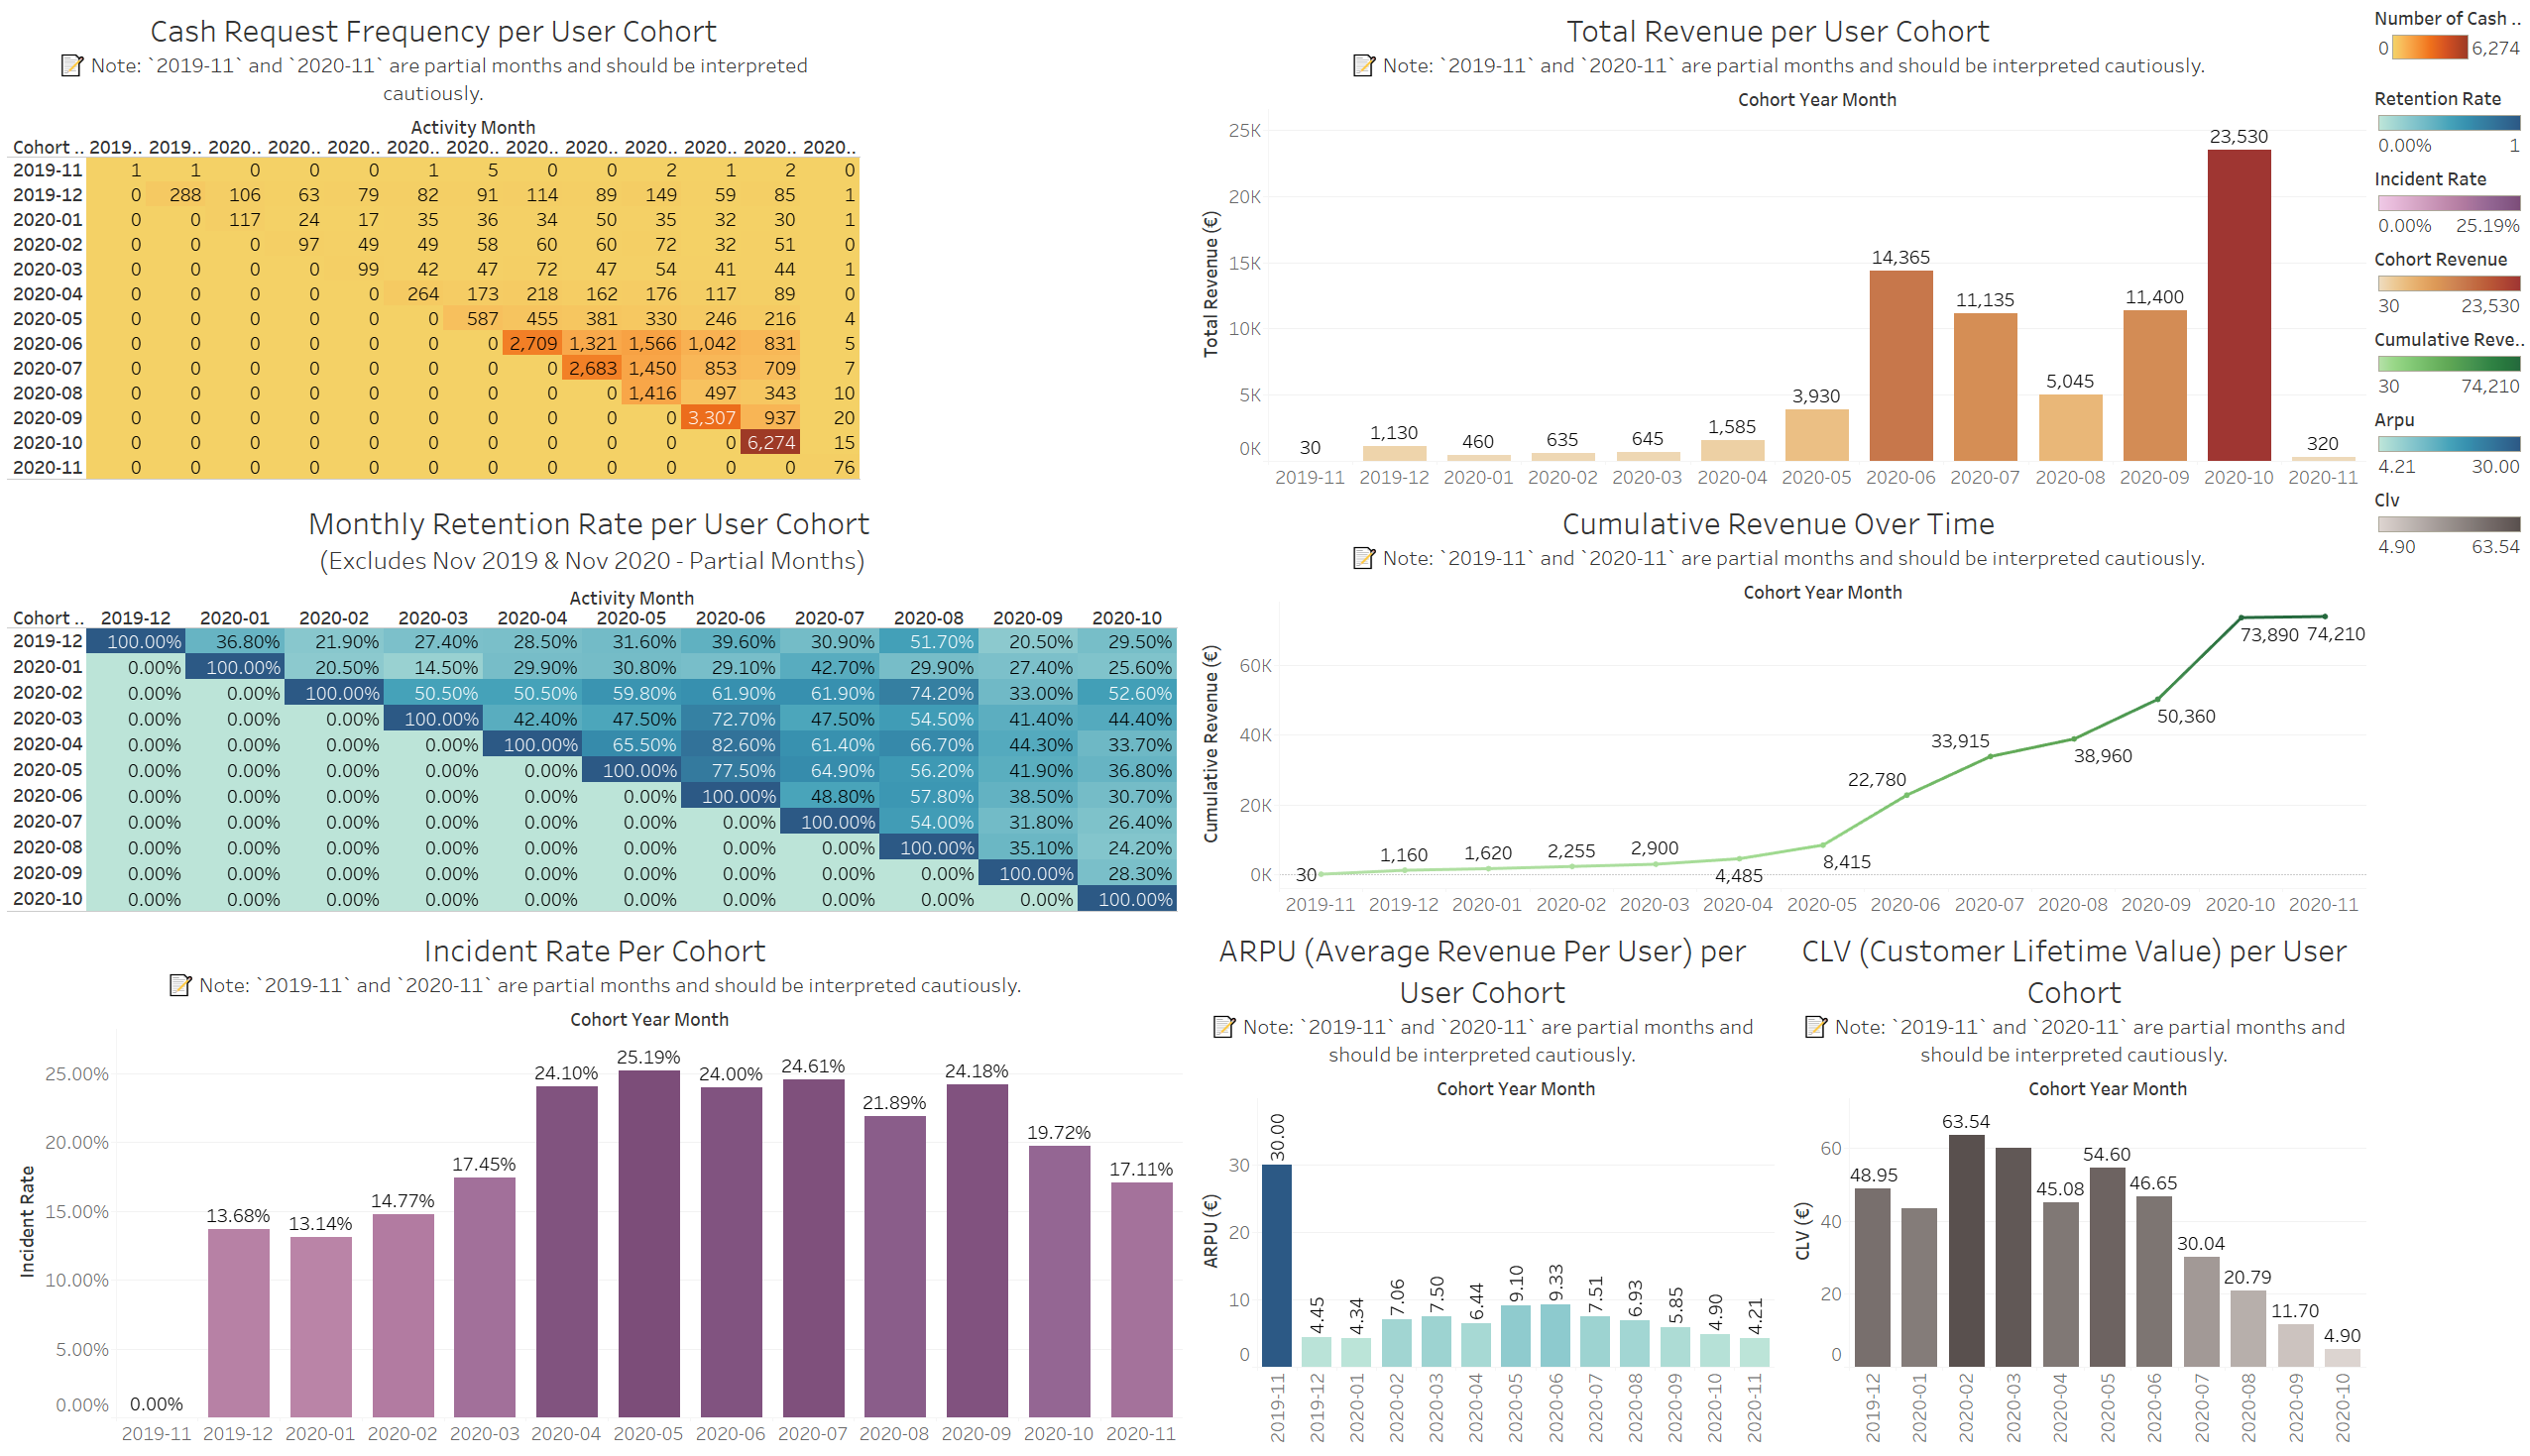 Cash Request Frequency per User Cohort
📝 Note: `2019-11` and `2020-11` are partial months and should be interpreted
cautiously.
Activity Month
Cohort .. 2019.. 2019.. 2020.. 2020.. 2020.. 2020.. 2020.. 2020.. 2020.. 2020.. 2020.. 2020.. 2020..
2019-11 1 1 0 0 0 1 5 0 0 2 1 2 0
2019-12 0 288 106 63 79 82 91 114 89 149 59 85 1
2020-01 0 0 117 24 17 35 36 34 50 35 32 30 1
2020-02 0 0 0 97 49 49 58 60 60 72 32 51 0
2020-03 0 0 0 0 99 42 47 72 47 54 41 44 1
2020-04 0 0 0 0 0 264 173 218 162 176 117 89 0
2020-05 0 0 0 0 0 0 587 455 381 330 246 216 4
2020-06 0 0 0 0 0 0 0 2,709 1,321 1,566 1,042 831 5
2020-07 0 0 0 0 0 0 0 0 2,683 1,450 853 709 7
2020-08 0 0 0 0 0 0 0 0 0 1,416 497 343 10
2020-09 0 0 0 0 0 0 0 0 0 0 3,307 937 20
2020-10 0 0 0 0 0 0 0 0 0 0 0 6,274 15
2020-11 0 0 0 0 0 0 0 0 0 0 0 0 76
Total Revenue per User Cohort
📝 Note: `2019-11` and `2020-11` are partial months and should be interpreted cautiously.
Cohort Year Month
Total Revenue (€)
25K
20K
15K
10K
5K
0K
30 1,130 460 635 645 1,585 3,930 14,365 11,135 5,045 11,400 23,530 320
2019-11 2019-12 2020-01 2020-02 2020-03 2020-04 2020-05 2020-06 2020-07 2020-08 2020-09 2020-10 2020-11
Number of Cash ..
0 6,274
Retention Rate
0.00% 1
Incident Rate
0.00% 25.19%
Cohort Revenue
30 23,530
Cumulative Reve..
30 74,210
Arpu
4.21 30.00
Clv
4.90 63.54
Monthly Retention Rate per User Cohort
(Excludes Nov 2019 & Nov 2020 - Partial Months)
Activity Month
Cohort .. 2019-12 2020-01 2020-02 2020-03 2020-04 2020-05 2020-06 2020-07 2020-08 2020-09 2020-10
2019-12 100.00% 36.80% 21.90% 27.40% 28.50% 31.60% 39.60% 30.90% 51.70% 20.50% 29.50%
2020-01 0.00% 100.00% 20.50% 14.50% 29.90% 30.80% 29.10% 42.70% 29.90% 27.40% 25.60%
2020-02 0.00% 0.00% 100.00% 50.50% 50.50% 59.80% 61.90% 61.90% 74.20% 33.00% 52.60%
2020-03 0.00% 0.00% 0.00% 100.00% 42.40% 47.50% 72.70% 47.50% 54.50% 41.40% 44.40%
2020-04 0.00% 0.00% 0.00% 0.00% 100.00% 65.50% 82.60% 61.40% 66.70% 44.30% 33.70%
2020-05 0.00% 0.00% 0.00% 0.00% 0.00% 100.00% 77.50% 64.90% 56.20% 41.90% 36.80%
2020-06 0.00% 0.00% 0.00% 0.00% 0.00% 0.00% 100.00% 48.80% 57.80% 38.50% 30.70%
2020-07 0.00% 0.00% 0.00% 0.00% 0.00% 0.00% 0.00% 100.00% 54.00% 31.80% 26.40%
2020-08 0.00% 0.00% 0.00% 0.00% 0.00% 0.00% 0.00% 0.00% 100.00% 35.10% 24.20%
2020-09 0.00% 0.00% 0.00% 0.00% 0.00% 0.00% 0.00% 0.00% 0.00% 100.00% 28.30%
2020-10 0.00% 0.00% 0.00% 0.00% 0.00% 0.00% 0.00% 0.00% 0.00% 0.00% 100.00%
Cumulative Revenue Over Time
📝 Note: `2019-11` and `2020-11` are partial months and should be interpreted cautiously.
Cohort Year Month
Cumulative Revenue (€)
60K
40K
20K
0K
30 1,160 1,620 2,255 2,900 4,485 8,415 22,780 33,915 38,960 50,360 73,890 74,210
2019-11 2019-12 2020-01 2020-02 2020-03 2020-04 2020-05 2020-06 2020-07 2020-08 2020-09 2020-10 2020-11
Incident Rate Per Cohort
📝 Note: `2019-11` and `2020-11` are partial months and should be interpreted cautiously.
Cohort Year Month
Incident Rate
25.00%
20.00%
15.00%
10.00%
5.00%
0.00%
0.00% 13.68% 13.14% 14.77% 17.45% 24.10% 25.19% 24.00% 24.61% 21.89% 24.18% 19.72% 17.11%
2019-11 2019-12 2020-01 2020-02 2020-03 2020-04 2020-05 2020-06 2020-07 2020-08 2020-09 2020-10 2020-11
ARPU (Average Revenue Per User) per
User Cohort
📝 Note: `2019-11` and `2020-11` are partial months and
should be interpreted cautiously.
Cohort Year Month
ARPU (€)
30
20
10
0
30.00 4.45 4.34 7.06 7.50 6.44 9.10 9.33 7.51 6.93 5.85 4.90 4.21
2019-11 2019-12 2020-01 2020-02 2020-03 2020-04 2020-05 2020-06 2020-07 2020-08 2020-09 2020-10 2020-11
CLV (Customer Lifetime Value) per User
Cohort
📝 Note: `2019-11` and `2020-11` are partial months and
should be interpreted cautiously.
Cohort Year Month
CLV (€)
60
40
20
0
48.95 63.54 45.08 54.60 46.65 30.04 20.79 11.70 4.90
2019-12 2020-01 2020-02 2020-03 2020-04 2020-05 2020-06 2020-07 2020-08 2020-09 2020-10